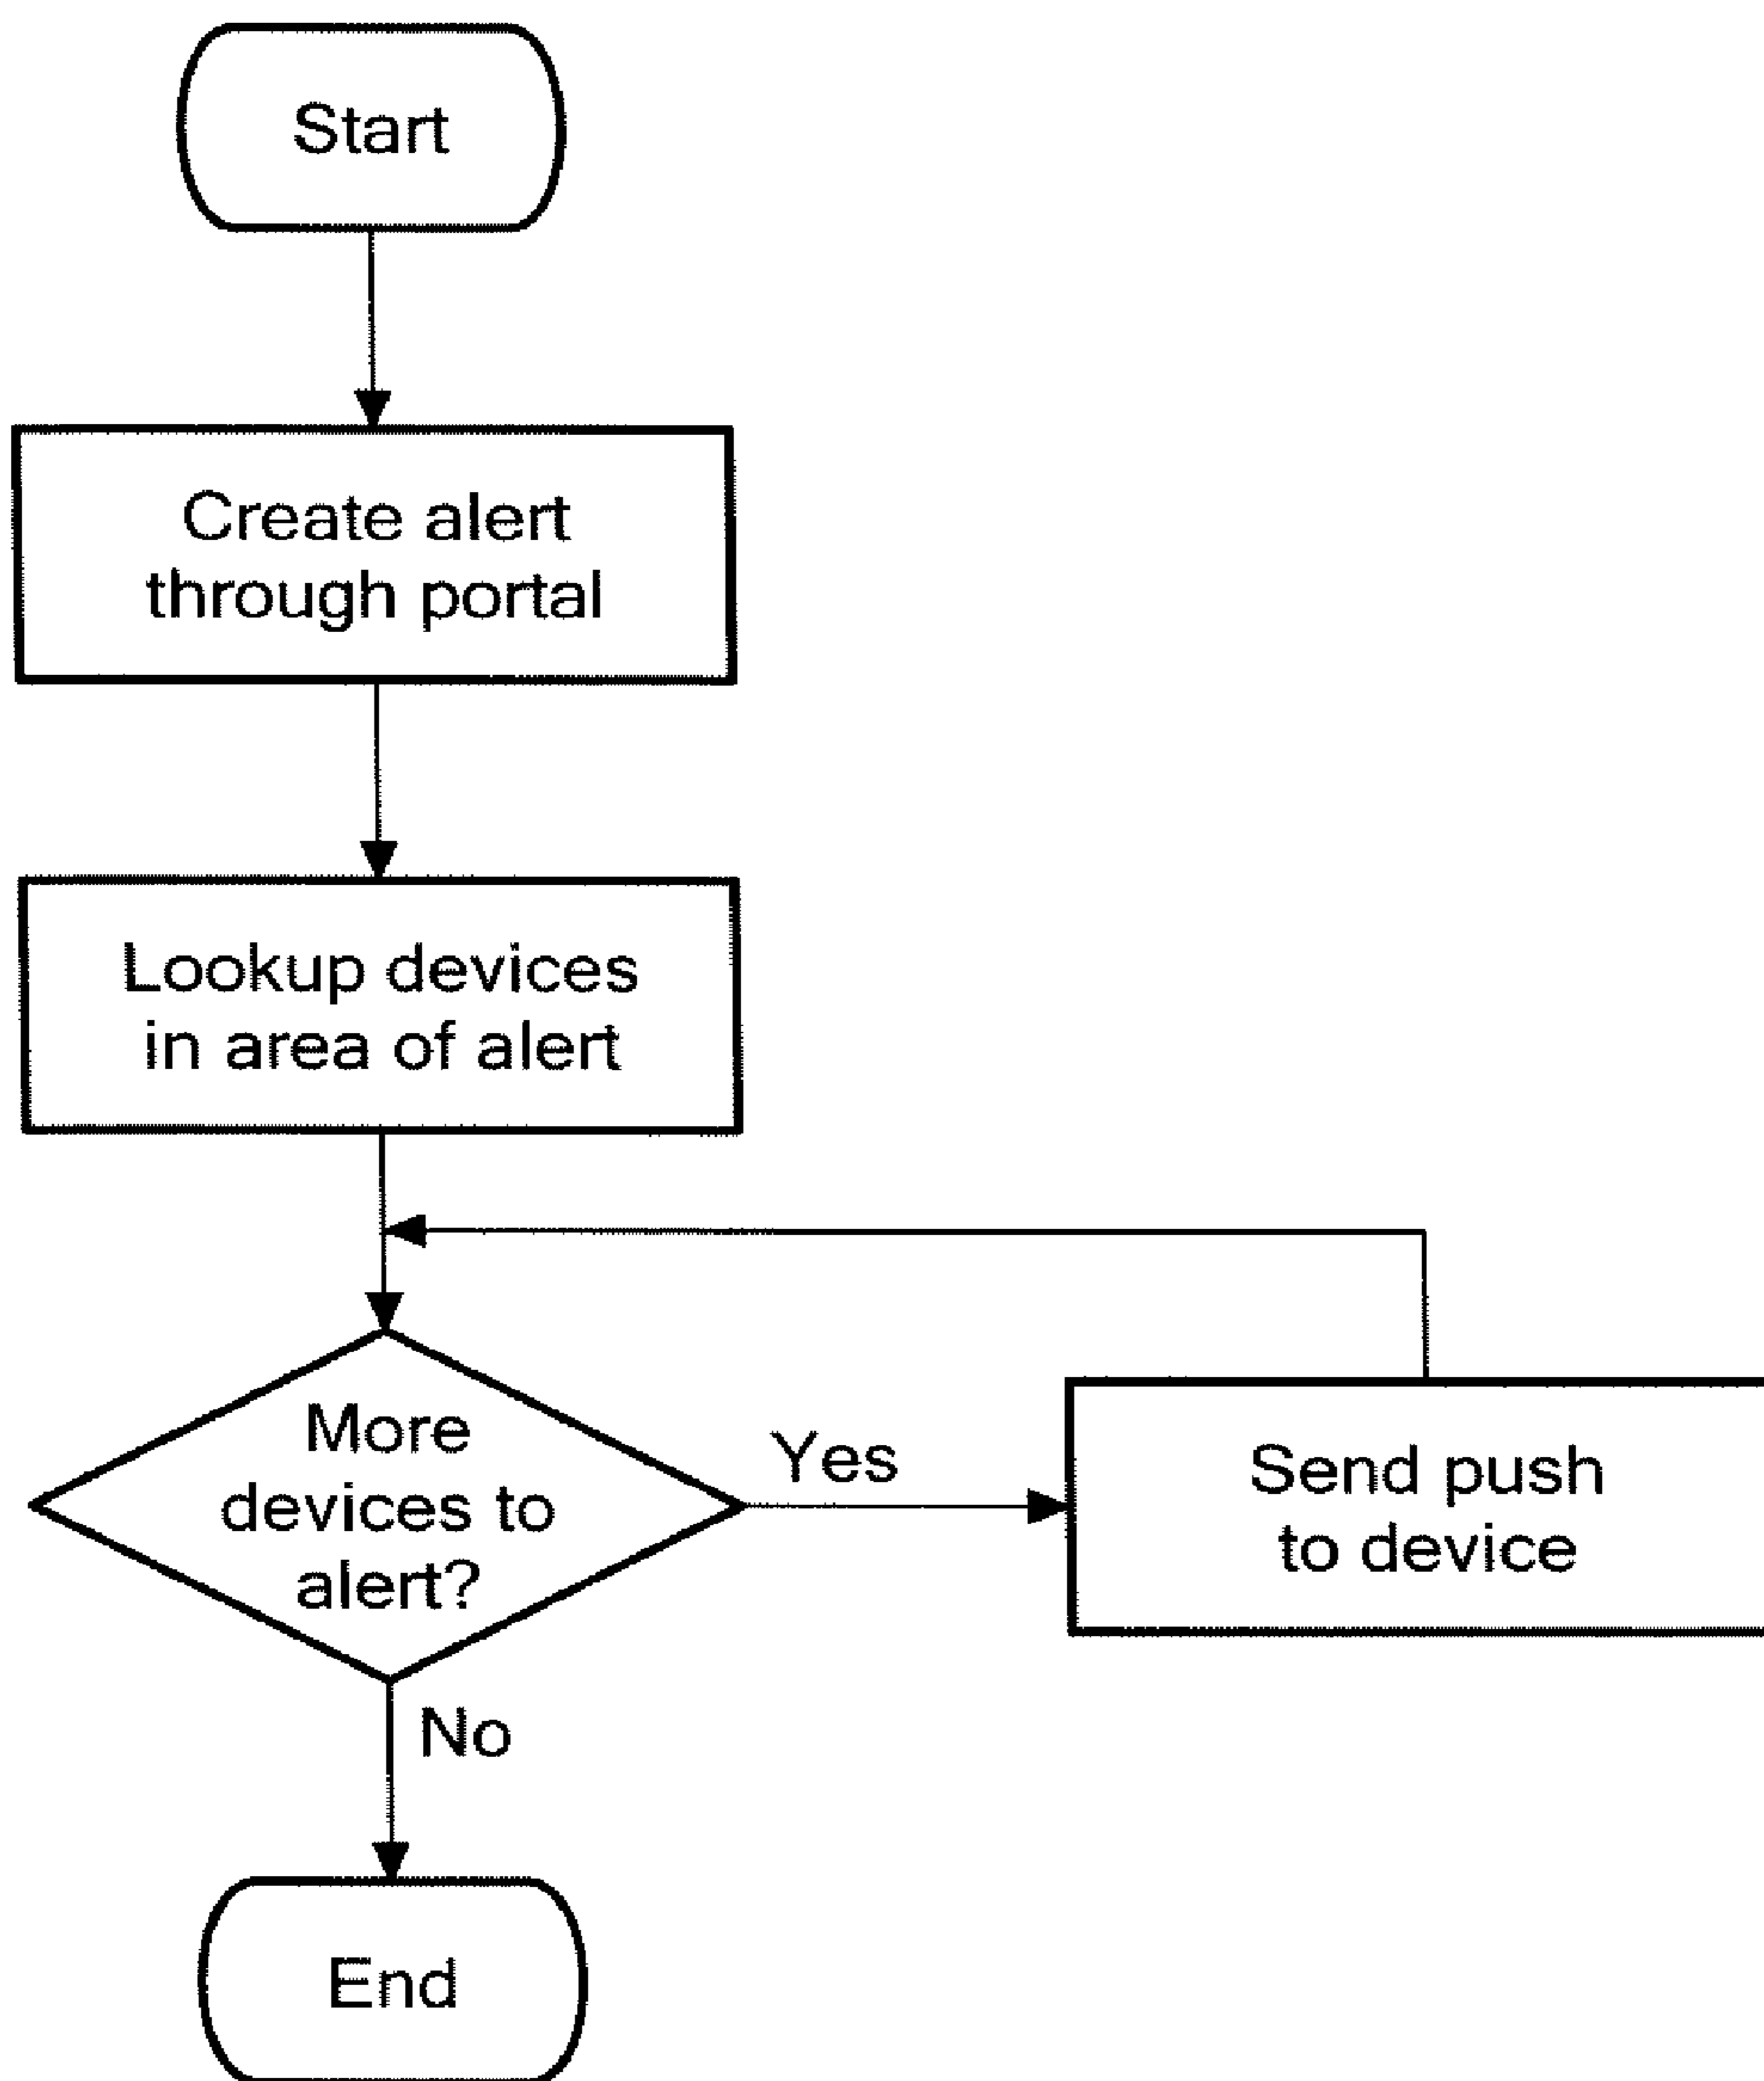 Start
Create alert
through portal
Lookup devices
in area of alert
More
devices to
alert?
Yes
Send push
to device
No
End